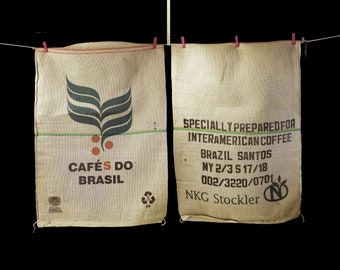 CAFÉS DO
BRASIL
SPECIALLY PREPARED FOR
INTERAMERICAN COFFEE
BRAZIL SANTOS
NY 2/3 S 17/18
002/3220/0701
NKG Stockler